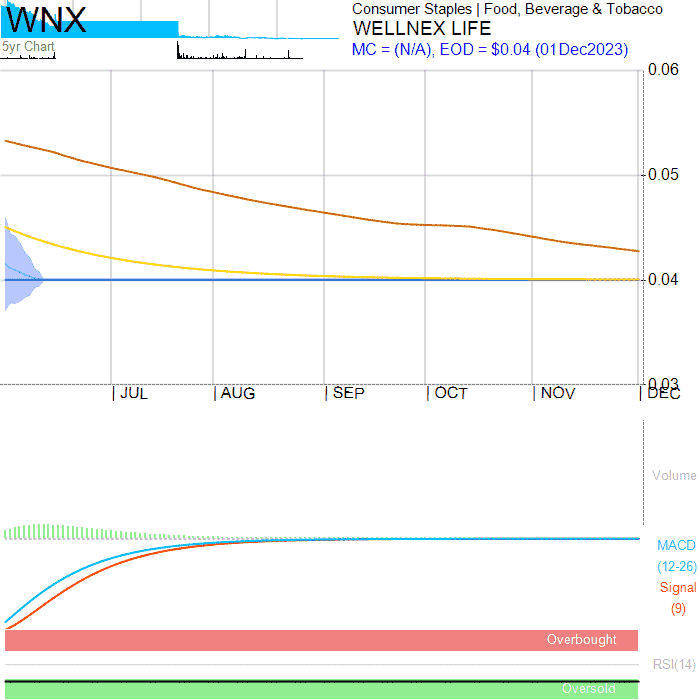 WNX
Consumer Staples | Food, Beverage & Tobacco
WELLNEX LIFE
5yr Chart
MC = (N/A), EOD = $0.04 (01Dec2023)
0.06
0.05
0.04
0.03
| JUL | AUG | SEP | OCT | NOV | DEC
Volume
MACD
(12-26)
Signal
(9)
Overbought
RSI(14)
Oversold